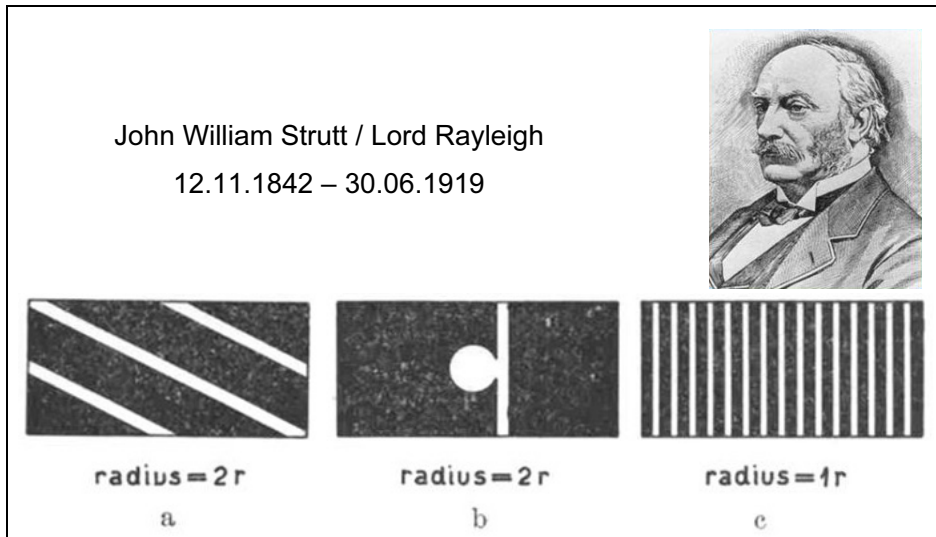 John William Strutt / Lord Rayleigh
12.11.1842 – 30.06.1919
radius=2r
radius=2r
radius=1r
a
b
c